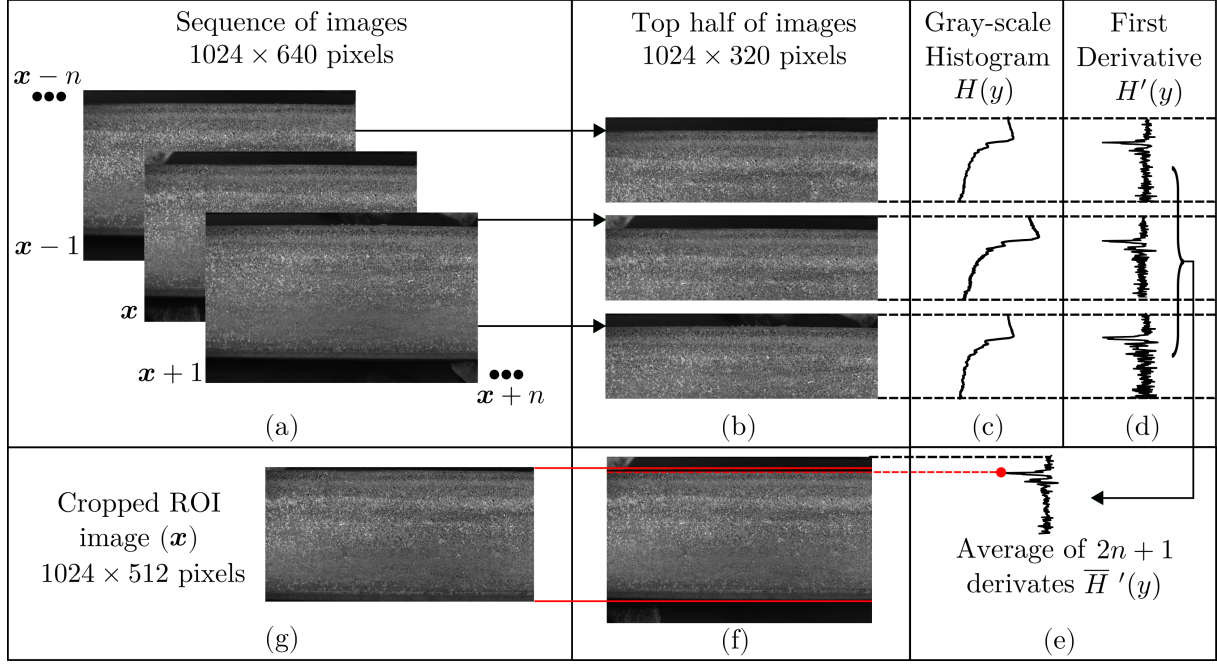 Sequence of images
1024 × 640 pixels
x − n
•••
x − 1
x
x + 1
•••
x + n
(a)
Top half of images
1024 × 320 pixels
(b)
Gray-scale
Histogram
H(y)
(c)
First
Derivative
H′(y)
(d)
Cropped ROI
image (x)
1024 × 512 pixels
(g)
(f)
Average of 2n + 1
derivates H̅ ′(y)
(e)